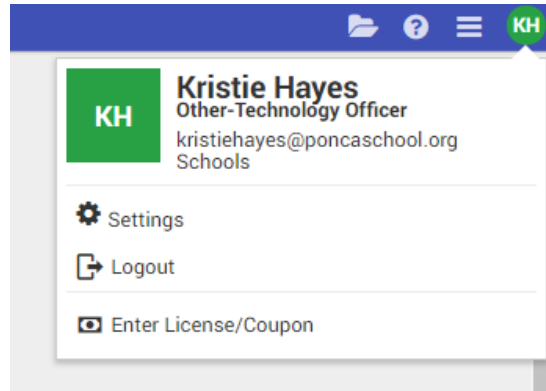 KH
KH
Kristie Hayes
Other-Technology Officer
kristiehayes@poncaschool.org
Schools
Settings
Logout
Enter License/Coupon